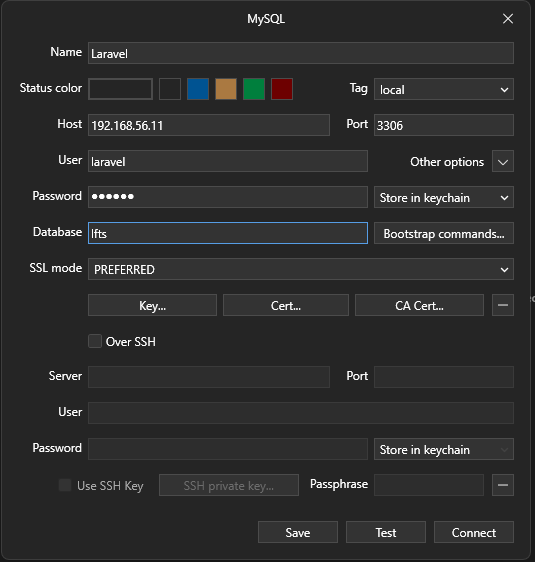 MySQL
Name Laravel
Status color Tag local
Host 192.168.56.11 Port 3306
User laravel Other options
Password ●●●●●● Store in keychain
Database lfts Bootstrap commands...
SSL mode PREFERRED
Key... Cert... CA Cert...
Over SSH
Server Port
User
Password Store in keychain
Use SSH Key SSH private key... Passphrase
Save Test Connect